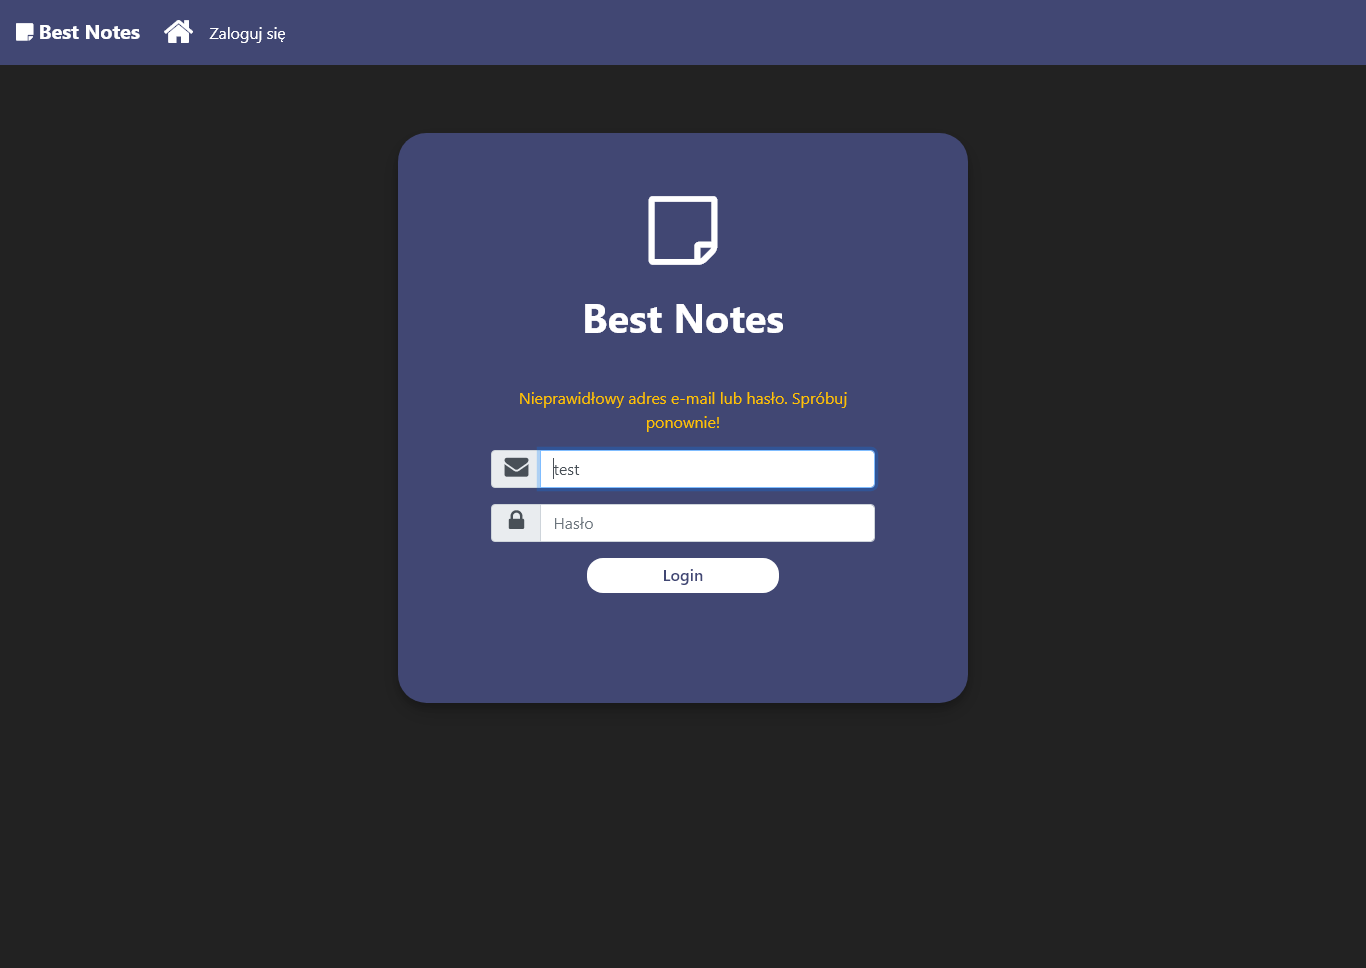 Best Notes
Zaloguj się
Best Notes
Nieprawidłowy adres e-mail lub hasło. Spróbuj
ponownie!
test
Hasło
Login